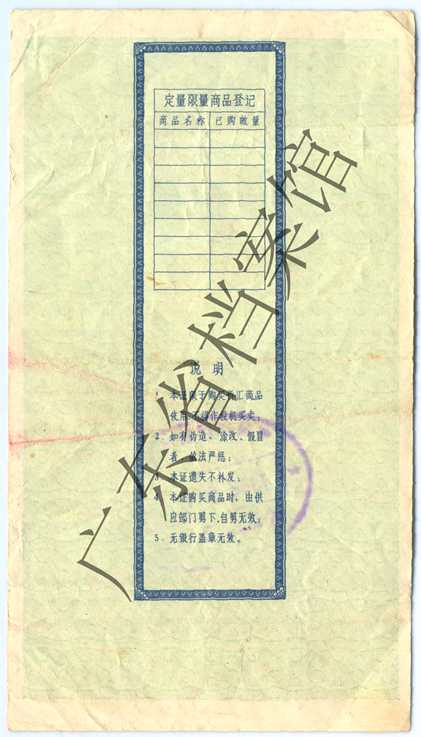 定量限量商品登记
商品名称 已购数量
说明
1. 本证限于购买侨汇商品
使用,不得作投机买卖;
2. 如有伪造、涂改、假冒
者,依法严惩;
3. 本证遗失不补发;
4. 本证购买商品时,由供
应部门剪下,自剪无效;
5. 无银行盖章无效。
广东省档案馆